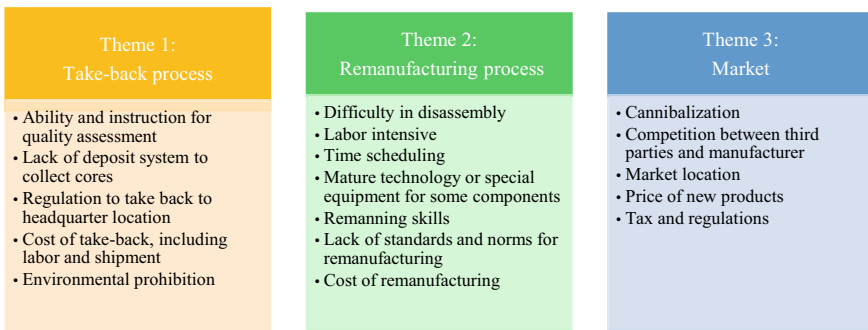 Theme 1:
Take-back process
• Ability and instruction for
quality assessment
• Lack of deposit system to
collect cores
• Regulation to take back to
headquarter location
• Cost of take-back, including
labor and shipment
• Environmental prohibition
Theme 2:
Remanufacturing process
• Difficulty in disassembly
• Labor intensive
• Time scheduling
• Mature technology or special
equipment for some components
• Remanning skills
• Lack of standards and norms for
remanufacturing
• Cost of remanufacturing
Theme 3:
Market
• Cannibalization
• Competition between third
parties and manufacturer
• Market location
• Price of new products
• Tax and regulations